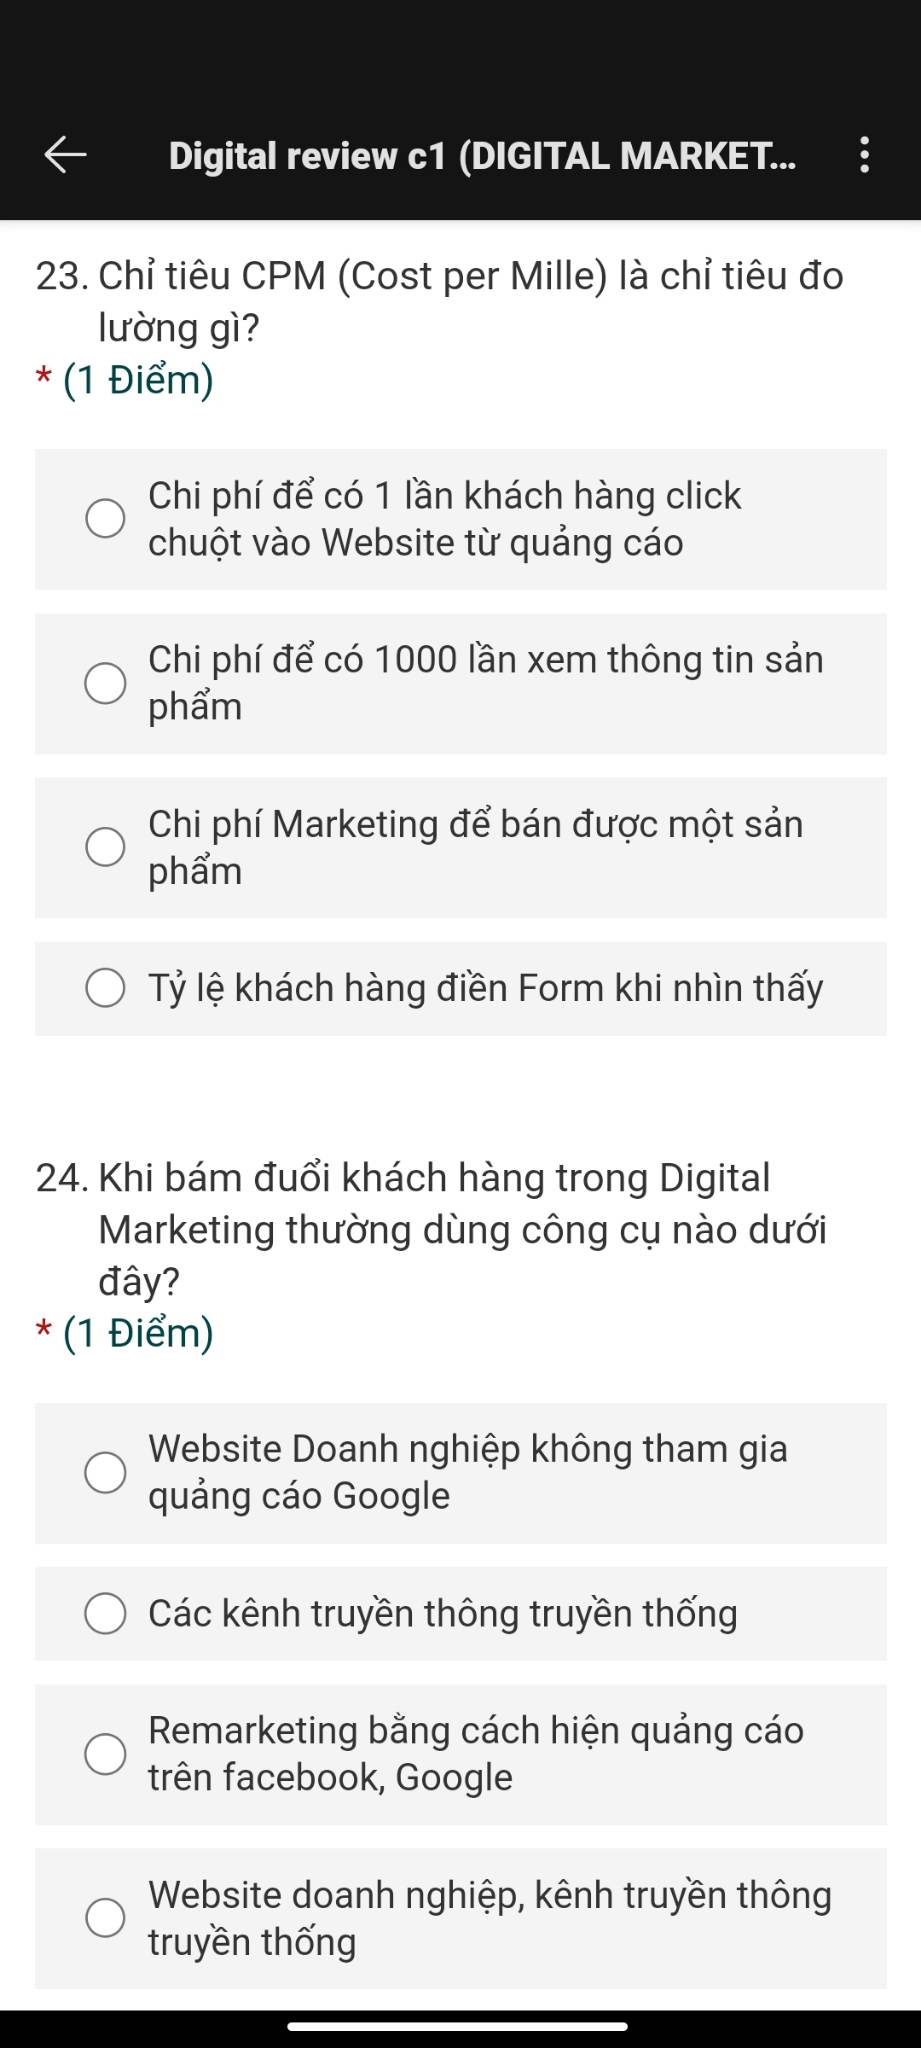 Digital review c1 (DIGITAL MARKET...
23. Chỉ tiêu CPM (Cost per Mille) là chỉ tiêu đo
lường gì?
* (1 Điểm)
Chi phí để có 1 lần khách hàng click
chuột vào Website từ quảng cáo
Chi phí để có 1000 lần xem thông tin sản
phẩm
Chi phí Marketing để bán được một sản
phẩm
Tỷ lệ khách hàng điền Form khi nhìn thấy
24. Khi bám đuổi khách hàng trong Digital
Marketing thường dùng công cụ nào dưới
đây?
* (1 Điểm)
Website Doanh nghiệp không tham gia
quảng cáo Google
Các kênh truyền thông truyền thống
Remarketing bằng cách hiện quảng cáo
trên facebook, Google
Website doanh nghiệp, kênh truyền thông
truyền thống